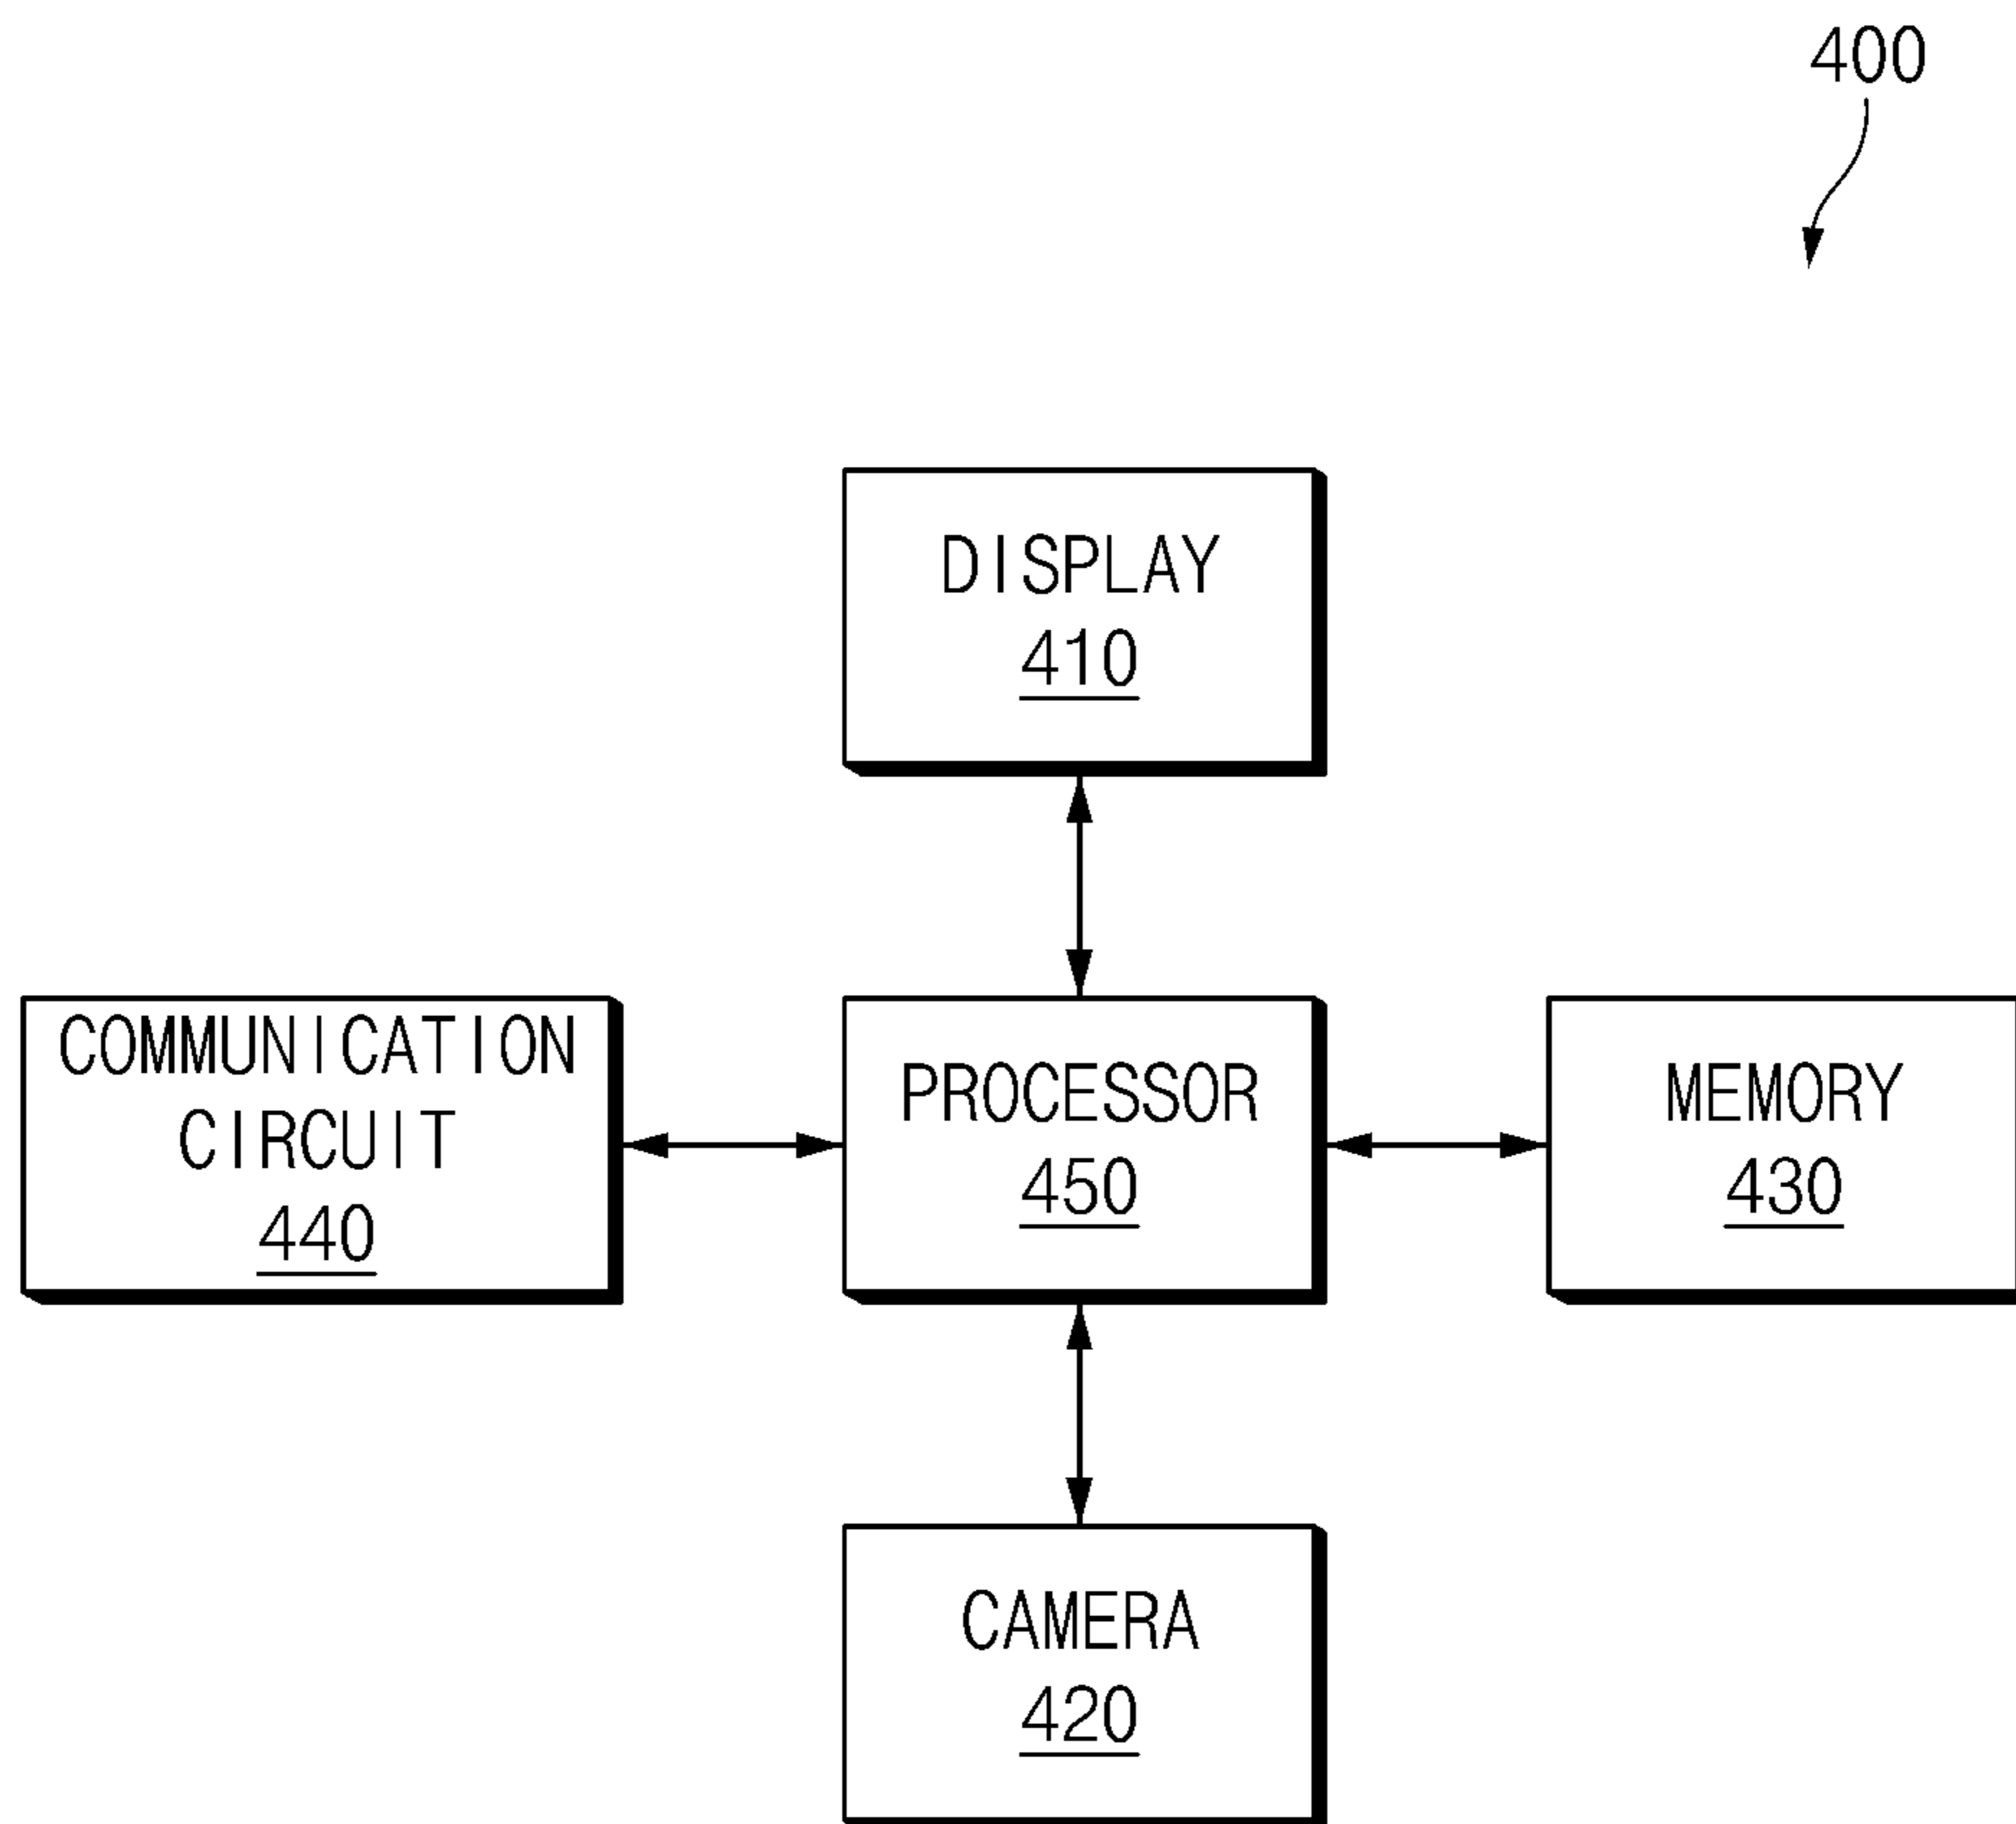 400
DISPLAY
410
COMMUNICATION
CIRCUIT
440
PROCESSOR
450
MEMORY
430
CAMERA
420